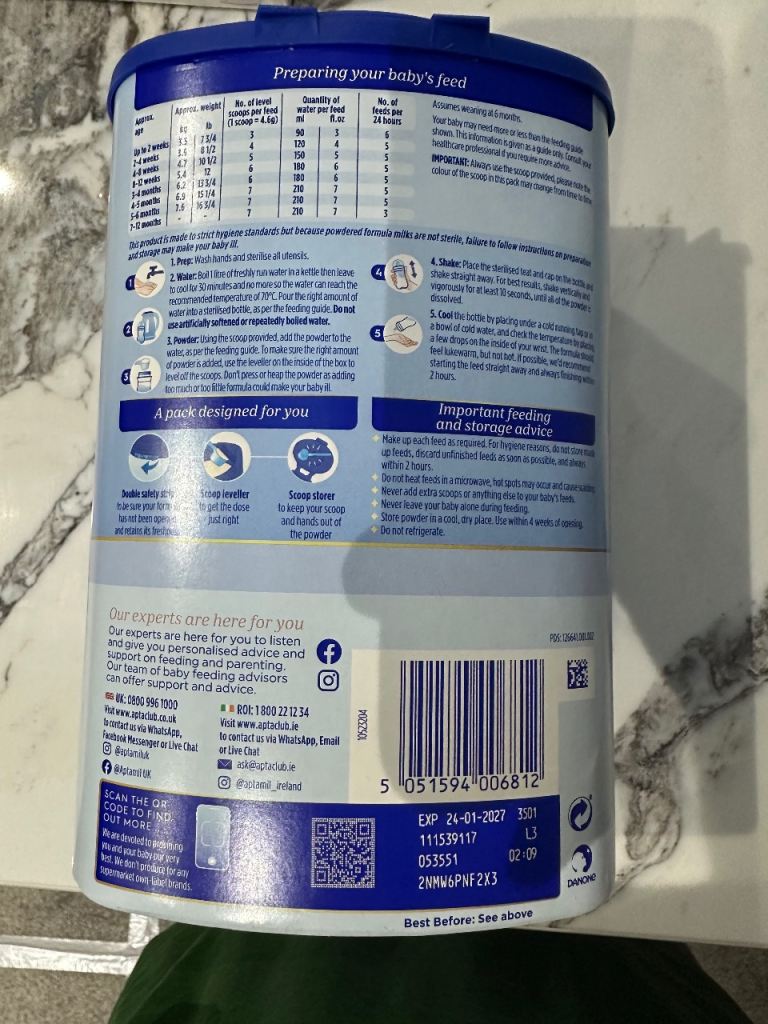 Preparing your baby's feed
Approx. age
Approx. weight
kg lb
No. of level scoops per feed (1 scoop = 4.6g)
Quantity of water per feed
ml fl.oz
No. of feeds per 24 hours
Up to 2 weeks 3.5 7 3/4 3 90 3 6
2-4 weeks 3.9 8 1/2 4 120 4 5
4-8 weeks 4.7 10 1/2 5 150 5 5
8-12 weeks 5.4 12 6 180 6 5
3-4 months 6.2 13 3/4 6 180 6 5
4-5 months 6.9 15 1/4 7 210 7 5
5-6 months 7.6 16 3/4 7 210 7 5
7-12 months - - 7 210 7 3
Assumes weaning at 6 months.
Your baby may need more or less than the feeding guide
shown. This information is given as a guide only. Consult your
healthcare professional if you require more advice.
IMPORTANT: Always use the scoop provided, please note the
colour of the scoop in this pack may change from time to time.
This product is made to strict hygiene standards but because powdered formula milks are not sterile, failure to follow instructions on preparation
and storage may make your baby ill.
1
1. Prep: Wash hands and sterilise all utensils.
2
2. Water: Boil 1 litre of freshly run water in a kettle then leave
to cool for 30 minutes and no more so the water can reach the
recommended temperature of 70°C. Pour the right amount of
water into a sterilised bottle, as per the feeding guide. Do not
use artificially softened or repeatedly boiled water.
3
3. Powder: Using the scoop provided, add the powder to the
water, as per the feeding guide. To make sure the right amount
of powder is added, use the leveller on the inside of the box to
level off the scoops. Don't press or heap the powder as adding
too much or too little formula could make your baby ill.
4
4. Shake: Place the sterilised teat and cap on the bottle and
shake straight away. For best results, shake vertically and
vigorously for at least 10 seconds, until all of the powder is
dissolved.
5
5. Cool the bottle by placing under a cold running tap or in
a bowl of cold water, and check the temperature by placing
a few drops on the inside of your wrist. The formula should
feel lukewarm, but not hot. If possible, we'd recommend
starting the feed straight away and always finishing within
2 hours.
A pack designed for you
Double safety strip
to be sure your formula
has not been opened
and retains its freshness
Scoop leveller
to get the dose
just right
Scoop storer
to keep your scoop
and hands out of
the powder
Important feeding
and storage advice
Make up each feed as required. For hygiene reasons, do not store made
up feeds, discard unfinished feeds as soon as possible, and always
within 2 hours.
Do not heat feeds in a microwave, hot spots may occur and cause scalding.
Never add extra scoops or anything else to your baby's feeds.
Never leave your baby alone during feeding.
Store powder in a cool, dry place. Use within 4 weeks of opening.
Do not refrigerate.
Our experts are here for you
Our experts are here for you to listen
and give you personalised advice and
support on feeding and parenting.
Our team of baby feeding advisors
can offer support and advice.
UK: 0800 996 1000
Visit www.aptaclub.co.uk
to contact us via WhatsApp,
Facebook Messenger or Live Chat
@aptamiluk
@Aptamil UK
ROI: 1 800 22 12 34
Visit www.aptaclub.ie
to contact us via WhatsApp, Email
or Live Chat
ask@aptaclub.ie
@aptamil_ireland
10523204
5 051594 006812
SCAN THE QR
CODE TO FIND
OUT MORE
We are devoted to providing
you and your baby our very
best. We don't produce for any
supermarket own-label brands.
EXP 24-01-2027 3501
111539117 L3
053551 02:09
2NMW6PNF2X3
DANONE
Best Before: See above